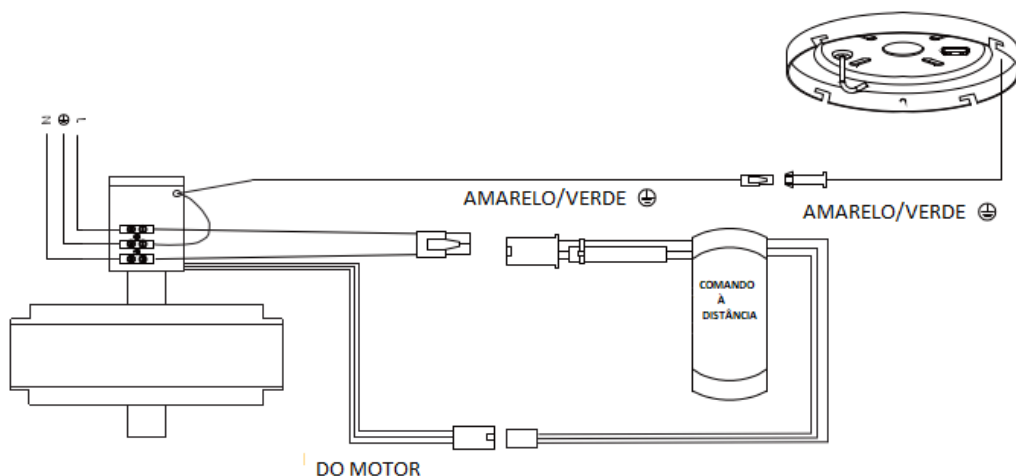 N ⏚ L
AMARELO/VERDE ⏚
AMARELO/VERDE ⏚
COMANDO
À
DISTÂNCIA
DO MOTOR